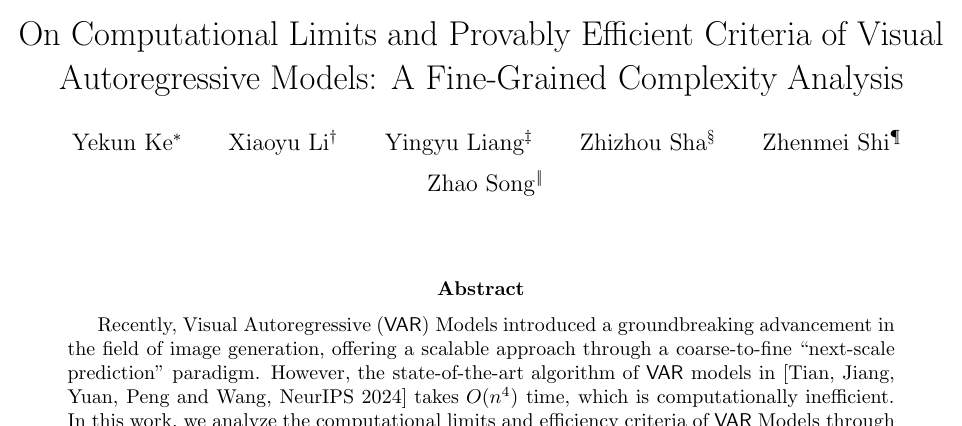 On Computational Limits and Provably Efficient Criteria of Visual
Autoregressive Models: A Fine-Grained Complexity Analysis
Yekun Ke* Xiaoyu Li† Yingyu Liang‡ Zhizhou Sha§ Zhenmei Shi¶
Zhao Song‖
Abstract
Recently, Visual Autoregressive (VAR) Models introduced a groundbreaking advancement in
the field of image generation, offering a scalable approach through a coarse-to-fine “next-scale
prediction” paradigm. However, the state-of-the-art algorithm of VAR models in [Tian, Jiang,
Yuan, Peng and Wang, NeurIPS 2024] takes O(n⁴) time, which is computationally inefficient.
In this work, we analyze the computational limits and efficiency criteria of VAR Models through